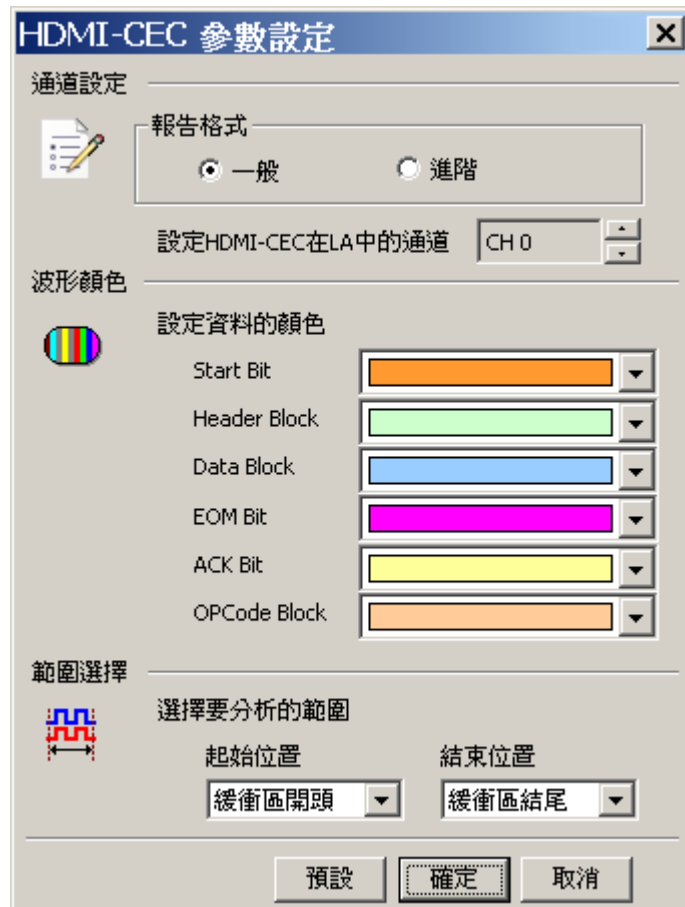 HDMI-CEC 參數設定
通道設定
報告格式
一般 進階
設定HDMI-CEC在LA中的通道 CH 0
波形顏色
設定資料的顏色
Start Bit
Header Block
Data Block
EOM Bit
ACK Bit
OPCode Block
範圍選擇
選擇要分析的範圍
起始位置 結束位置
緩衝區開頭 緩衝區結尾
預設 確定 取消